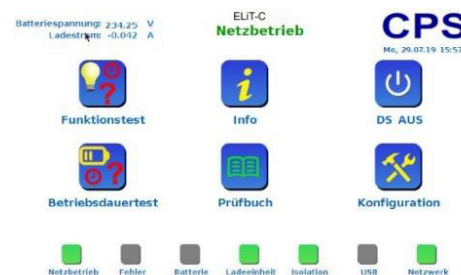 Batteriespannung: 234.25 V
Ladestrom: -0.042 A
ELiT-C
Netzbetrieb
CPS
Mo, 29.07.19 15:57
Funktionstest
Info
DS AUS
Betriebsdauertest
Prüfbuch
Konfiguration
Netzbetrieb
Fehler
Batterie
Ladeeinheit
Isolation
USB
Netzwerk